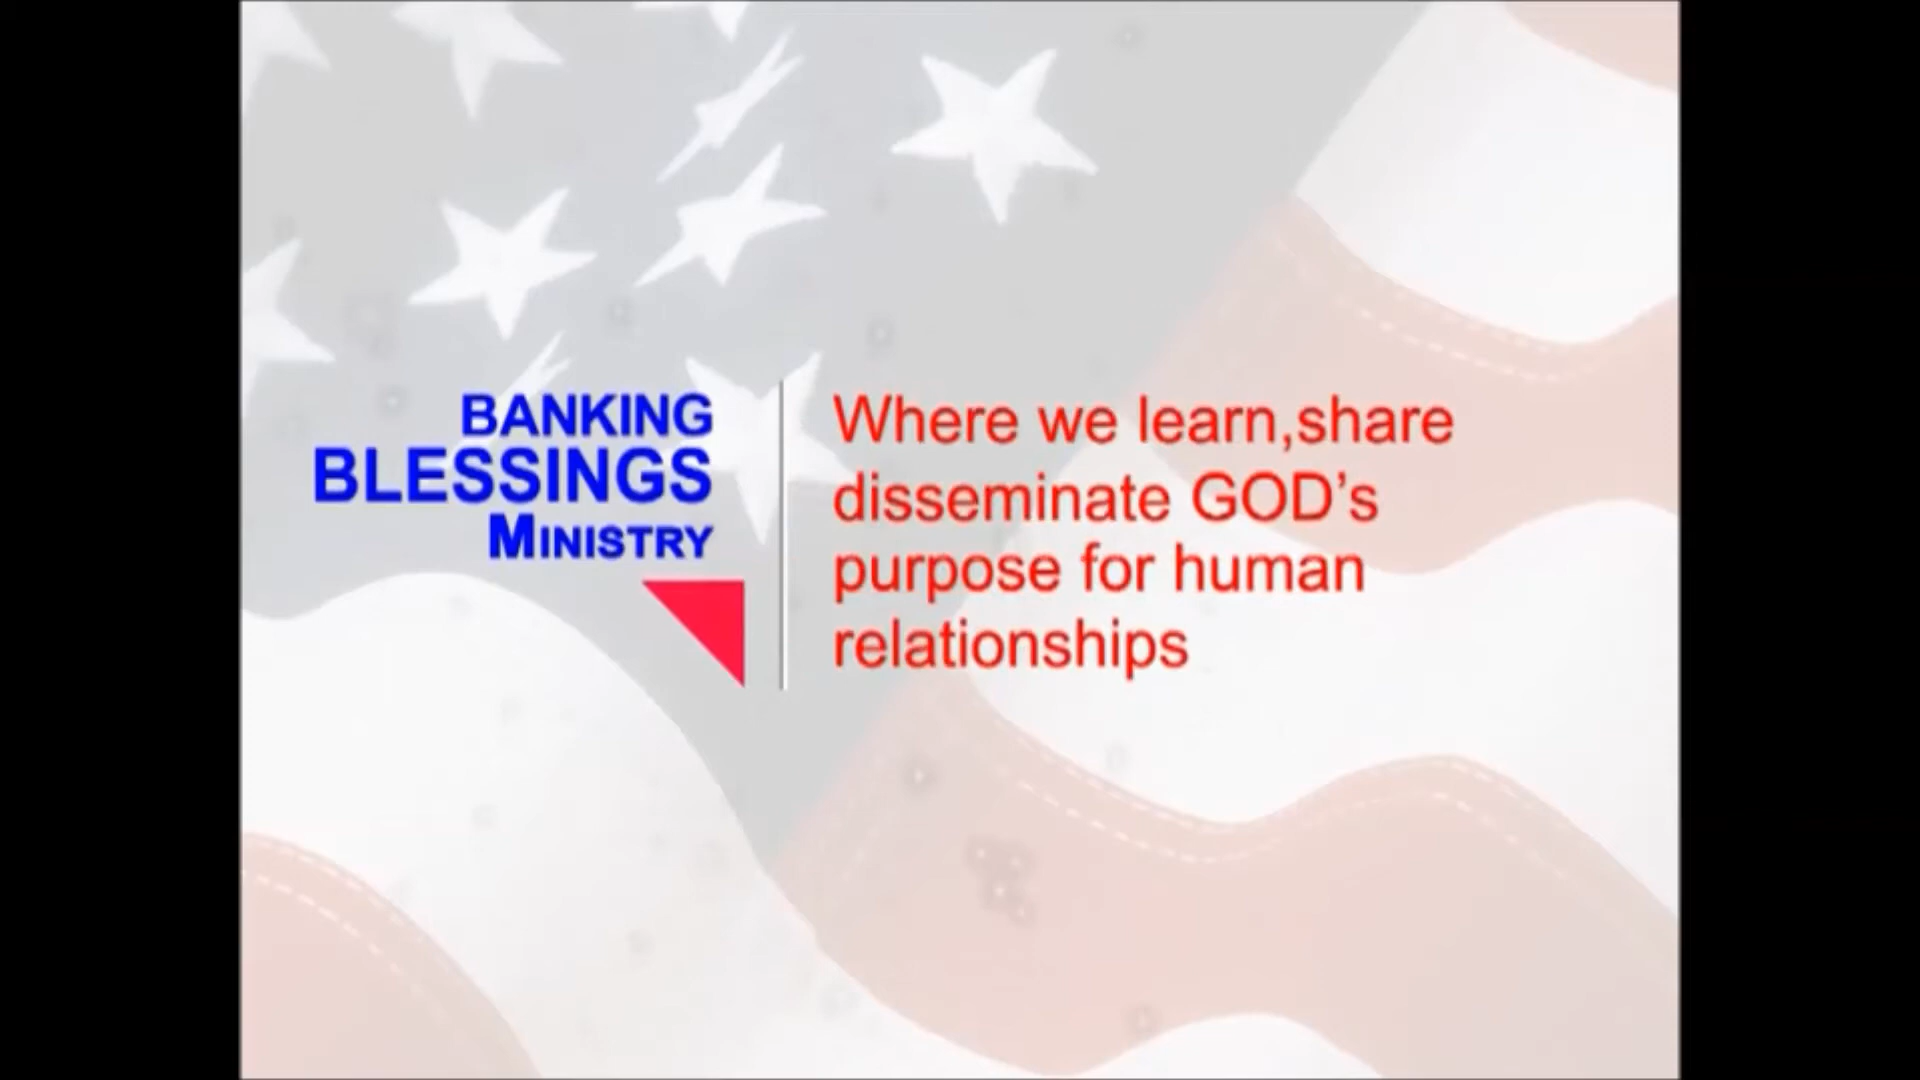 BANKING
BLESSINGS
MINISTRY
Where we learn,share
disseminate GOD's
purpose for human
relationships